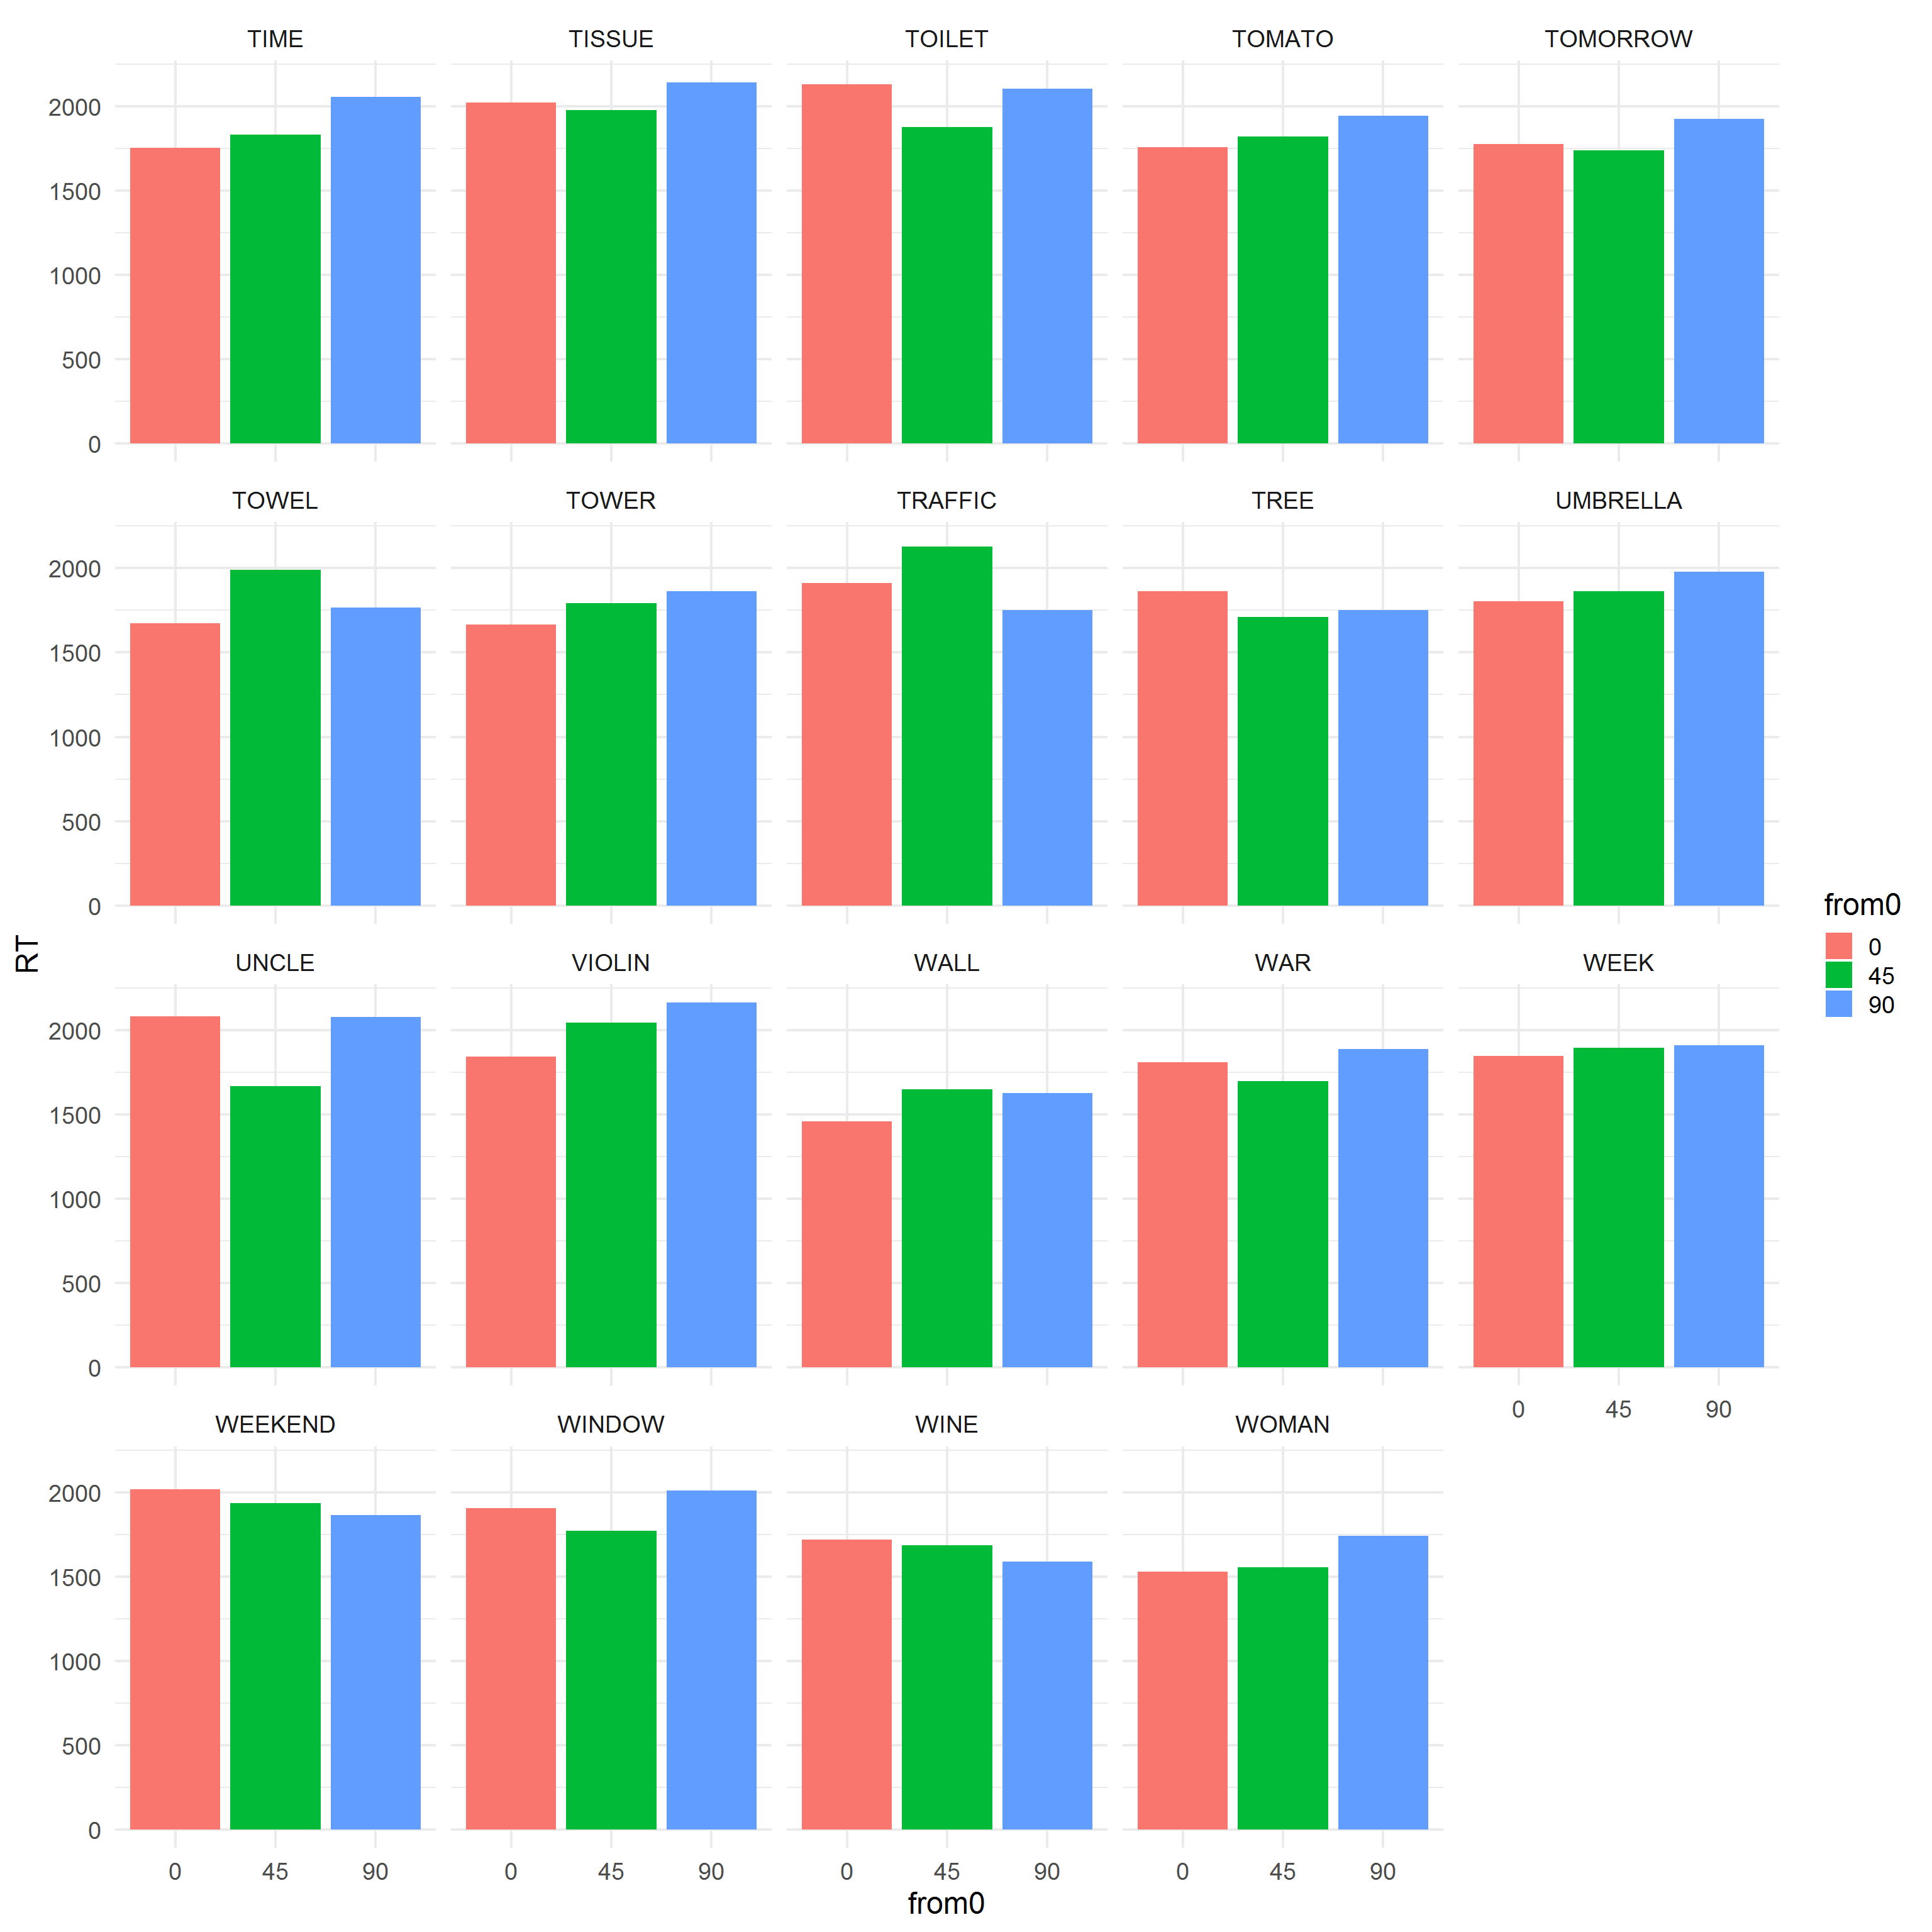 TIME TISSUE TOILET TOMATO TOMORROW
2000
1500
1000
500
0
TOWEL TOWER TRAFFIC TREE UMBRELLA
2000
1500
1000
500
0
UNCLE VIOLIN WALL WAR WEEK
2000
1500
1000
500
0
0 45 90
WEEKEND WINDOW WINE WOMAN
2000
1500
1000
500
0
0 45 90 0 45 90 0 45 90 0 45 90
from0
RT
from0
0
45
90